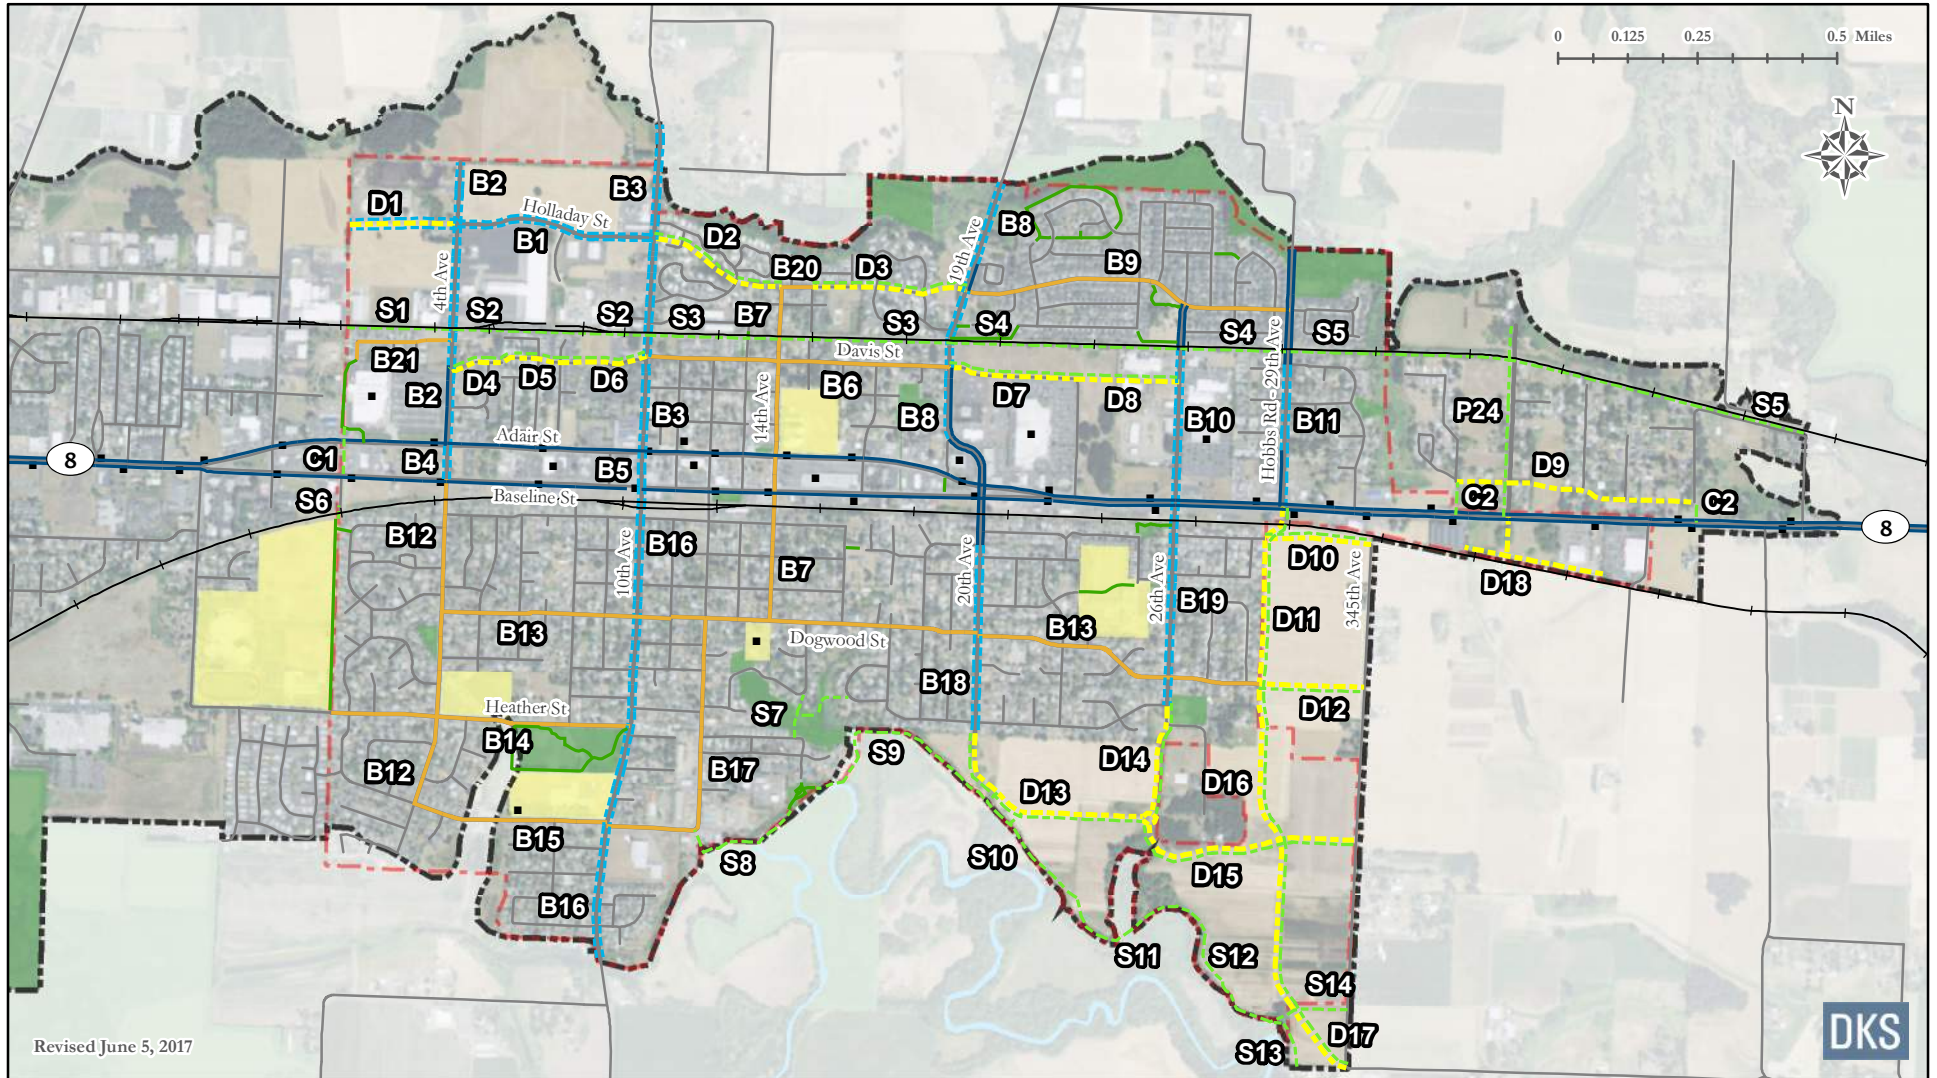 0 0.125 0.25 0.5 Miles
N
B2
B3
D1
Holladay St
B1
D2
B8
19th Ave
B20
D3
B9
4th Ave
S1
S2
S2
S3
B7
S3
S4
S4
S5
Hobbs Rd - 29th Ave
Davis St
B21
D4
D5
D6
B6
B2
B3
14th Ave
B8
D7
D8
B10
B11
P24
S5
Adair St
8
C1
B4
B5
D9
S6
Baseline St
C2
C2
8
B12
10th Ave
B16
B7
20th Ave
26th Ave
B19
D10
345th Ave
D18
D11
B13
Dogwood St
B13
B18
Heather St
S7
D12
B14
S9
B12
B17
D14
D16
D13
B15
S8
S10
D15
B16
S11
S12
S14
D17
S13
Revised June 5, 2017
DKS